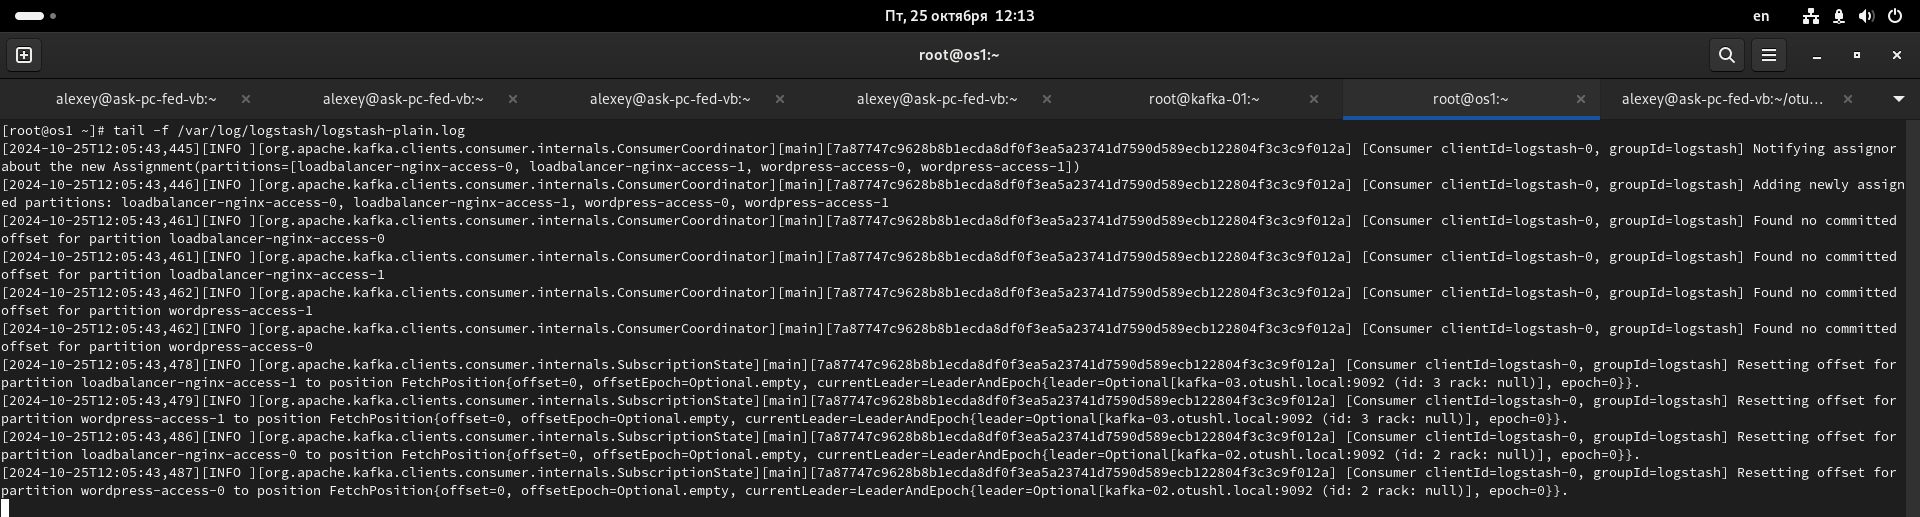 Пт, 25 октября 12:13
en
root@os1:~
alexey@ask-pc-fed-vb:~
alexey@ask-pc-fed-vb:~
alexey@ask-pc-fed-vb:~
alexey@ask-pc-fed-vb:~
root@kafka-01:~
root@os1:~
alexey@ask-pc-fed-vb:~/otu…
[root@os1 ~]# tail -f /var/log/logstash/logstash-plain.log
[2024-10-25T12:05:43,445][INFO ][org.apache.kafka.clients.consumer.internals.ConsumerCoordinator][main][7a87747c9628b8b1ecda8df0f3ea5a23741d7590d589ecb122804f3c3c9f012a] [Consumer clientId=logstash-0, groupId=logstash] Notifying assignor
about the new Assignment(partitions=[loadbalancer-nginx-access-0, loadbalancer-nginx-access-1, wordpress-access-0, wordpress-access-1])
[2024-10-25T12:05:43,446][INFO ][org.apache.kafka.clients.consumer.internals.ConsumerCoordinator][main][7a87747c9628b8b1ecda8df0f3ea5a23741d7590d589ecb122804f3c3c9f012a] [Consumer clientId=logstash-0, groupId=logstash] Adding newly assign
ed partitions: loadbalancer-nginx-access-0, loadbalancer-nginx-access-1, wordpress-access-0, wordpress-access-1
[2024-10-25T12:05:43,461][INFO ][org.apache.kafka.clients.consumer.internals.ConsumerCoordinator][main][7a87747c9628b8b1ecda8df0f3ea5a23741d7590d589ecb122804f3c3c9f012a] [Consumer clientId=logstash-0, groupId=logstash] Found no committed
offset for partition loadbalancer-nginx-access-0
[2024-10-25T12:05:43,461][INFO ][org.apache.kafka.clients.consumer.internals.ConsumerCoordinator][main][7a87747c9628b8b1ecda8df0f3ea5a23741d7590d589ecb122804f3c3c9f012a] [Consumer clientId=logstash-0, groupId=logstash] Found no committed
offset for partition loadbalancer-nginx-access-1
[2024-10-25T12:05:43,462][INFO ][org.apache.kafka.clients.consumer.internals.ConsumerCoordinator][main][7a87747c9628b8b1ecda8df0f3ea5a23741d7590d589ecb122804f3c3c9f012a] [Consumer clientId=logstash-0, groupId=logstash] Found no committed
offset for partition wordpress-access-1
[2024-10-25T12:05:43,462][INFO ][org.apache.kafka.clients.consumer.internals.ConsumerCoordinator][main][7a87747c9628b8b1ecda8df0f3ea5a23741d7590d589ecb122804f3c3c9f012a] [Consumer clientId=logstash-0, groupId=logstash] Found no committed
offset for partition wordpress-access-0
[2024-10-25T12:05:43,478][INFO ][org.apache.kafka.clients.consumer.internals.SubscriptionState][main][7a87747c9628b8b1ecda8df0f3ea5a23741d7590d589ecb122804f3c3c9f012a] [Consumer clientId=logstash-0, groupId=logstash] Resetting offset for
partition loadbalancer-nginx-access-1 to position FetchPosition{offset=0, offsetEpoch=Optional.empty, currentLeader=LeaderAndEpoch{leader=Optional[kafka-03.otushl.local:9092 (id: 3 rack: null)], epoch=0}}.
[2024-10-25T12:05:43,479][INFO ][org.apache.kafka.clients.consumer.internals.SubscriptionState][main][7a87747c9628b8b1ecda8df0f3ea5a23741d7590d589ecb122804f3c3c9f012a] [Consumer clientId=logstash-0, groupId=logstash] Resetting offset for
partition wordpress-access-1 to position FetchPosition{offset=0, offsetEpoch=Optional.empty, currentLeader=LeaderAndEpoch{leader=Optional[kafka-03.otushl.local:9092 (id: 3 rack: null)], epoch=0}}.
[2024-10-25T12:05:43,486][INFO ][org.apache.kafka.clients.consumer.internals.SubscriptionState][main][7a87747c9628b8b1ecda8df0f3ea5a23741d7590d589ecb122804f3c3c9f012a] [Consumer clientId=logstash-0, groupId=logstash] Resetting offset for
partition loadbalancer-nginx-access-0 to position FetchPosition{offset=0, offsetEpoch=Optional.empty, currentLeader=LeaderAndEpoch{leader=Optional[kafka-02.otushl.local:9092 (id: 2 rack: null)], epoch=0}}.
[2024-10-25T12:05:43,487][INFO ][org.apache.kafka.clients.consumer.internals.SubscriptionState][main][7a87747c9628b8b1ecda8df0f3ea5a23741d7590d589ecb122804f3c3c9f012a] [Consumer clientId=logstash-0, groupId=logstash] Resetting offset for
partition wordpress-access-0 to position FetchPosition{offset=0, offsetEpoch=Optional.empty, currentLeader=LeaderAndEpoch{leader=Optional[kafka-02.otushl.local:9092 (id: 2 rack: null)], epoch=0}}.